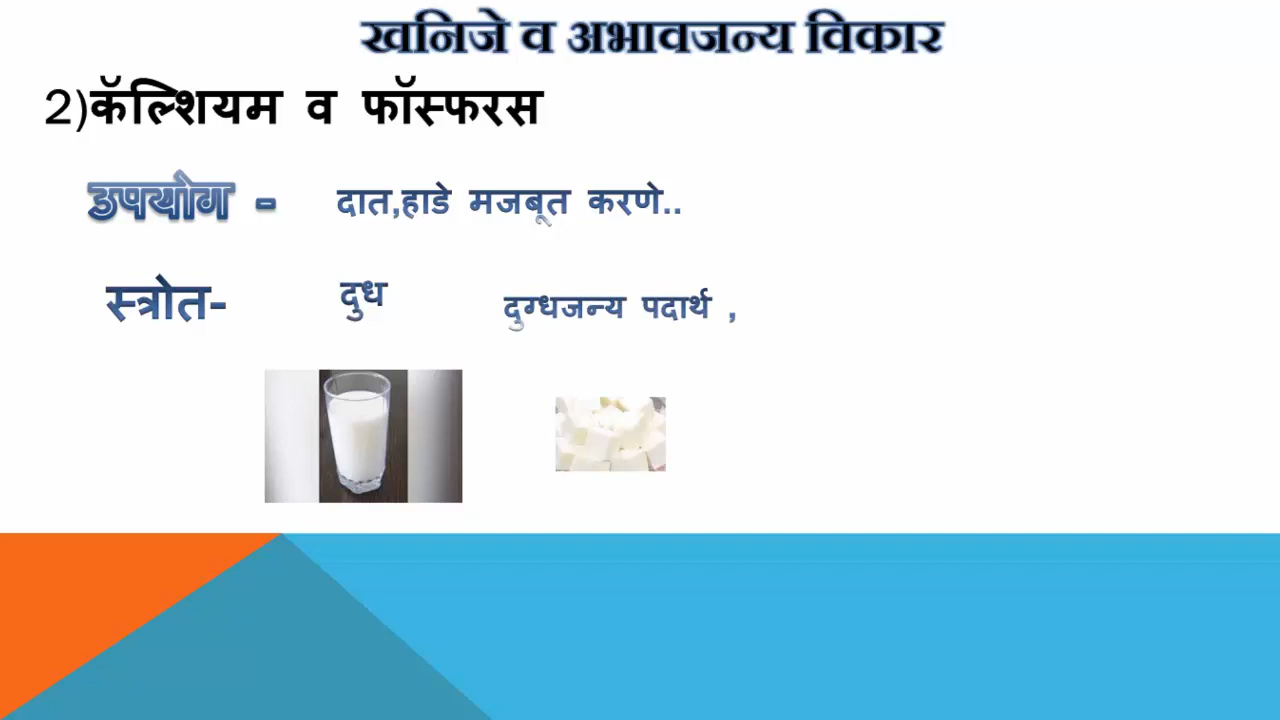 खनिजे व अभावजन्य विकार
2)कॅल्शियम व फॉस्फरस
उपयोग - दात,हाडे मजबूत करणे..
स्त्रोत- दुध दुग्धजन्य पदार्थ ,